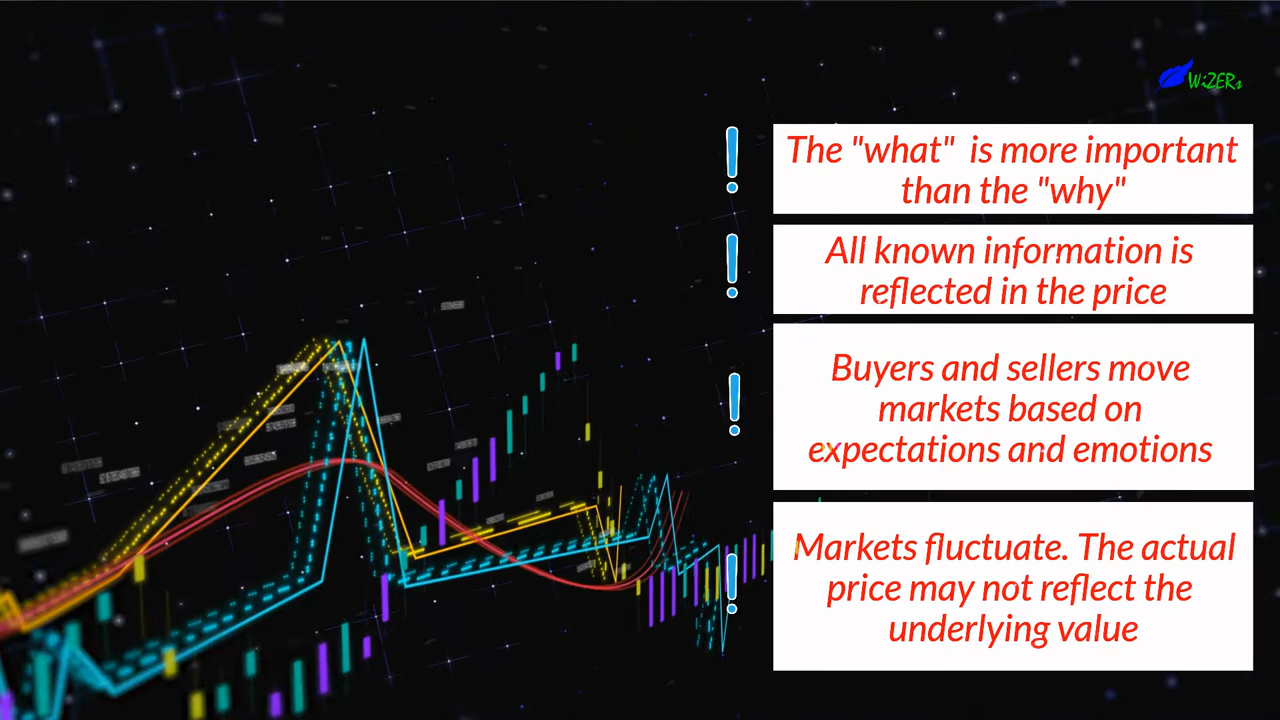 WiZERs
The "what" is more important
than the "why"
All known information is
reflected in the price
Buyers and sellers move
markets based on
expectations and emotions
Markets fluctuate. The actual
price may not reflect the
underlying value